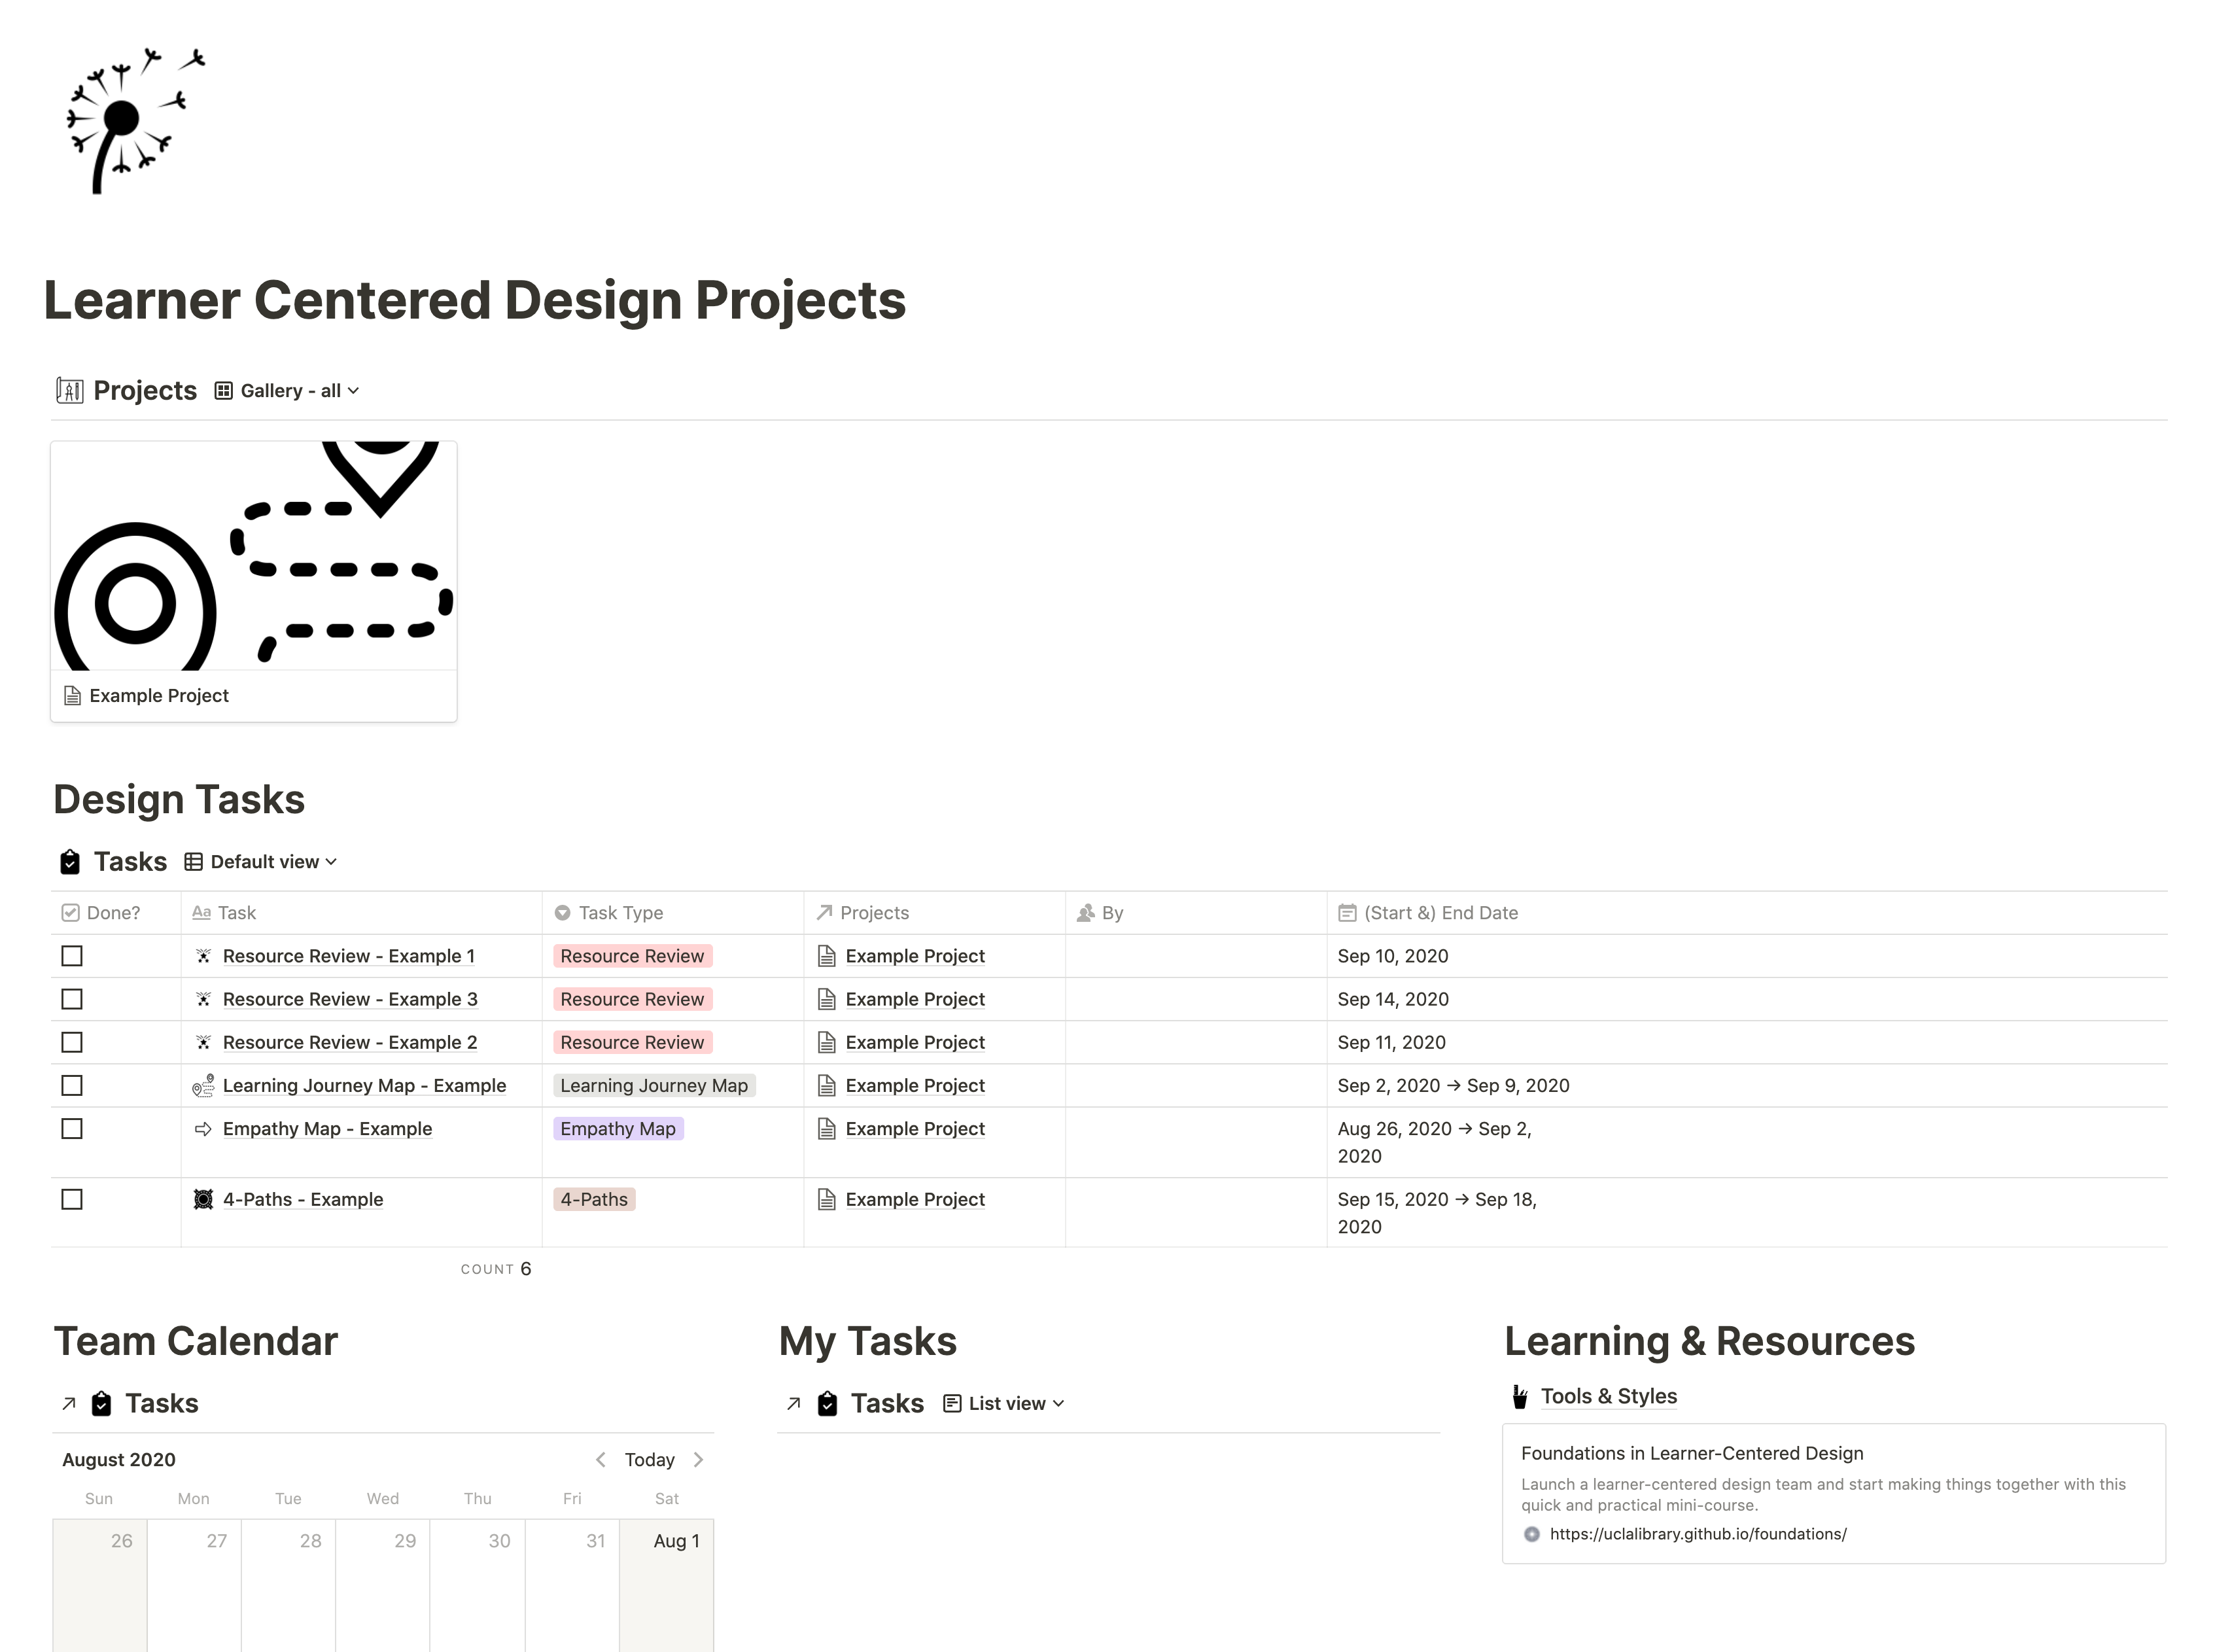 Learner Centered Design Projects
Projects Gallery - all
Example Project
Design Tasks
Tasks Default view
Done? Aa Task Task Type Projects By (Start &) End Date
Resource Review - Example 1 Resource Review Example Project Sep 10, 2020
Resource Review - Example 3 Resource Review Example Project Sep 14, 2020
Resource Review - Example 2 Resource Review Example Project Sep 11, 2020
Learning Journey Map - Example Learning Journey Map Example Project Sep 2, 2020 → Sep 9, 2020
Empathy Map - Example Empathy Map Example Project Aug 26, 2020 → Sep 2,
2020
4-Paths - Example 4-Paths Example Project Sep 15, 2020 → Sep 18,
2020
COUNT 6
Team Calendar
Tasks
August 2020 Today
Sun Mon Tue Wed Thu Fri Sat
26 27 28 29 30 31 Aug 1
My Tasks
Tasks List view
Learning & Resources
Tools & Styles
Foundations in Learner-Centered Design
Launch a learner-centered design team and start making things together with this
quick and practical mini-course.
https://uclalibrary.github.io/foundations/